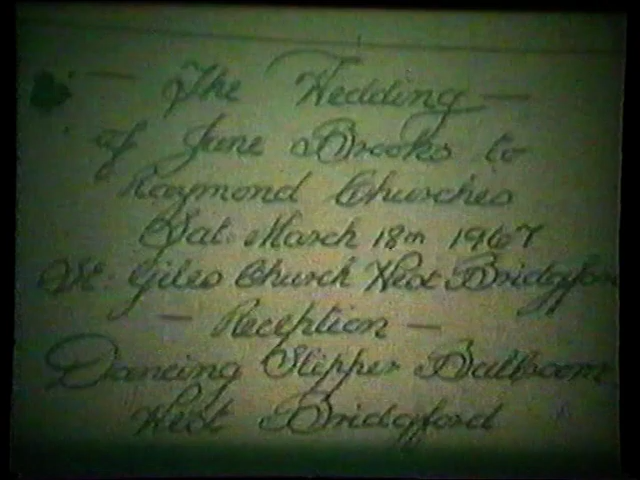 — The Wedding —
of June Brooks to
Raymond Churches
Sat. March 18th 1967
St. Giles Church West Bridgford
— Reception —
Dancing Slipper Ballroom
West Bridgford